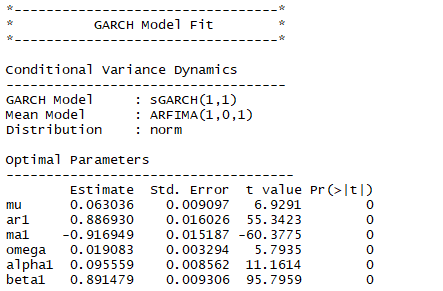 *---------------------------------*
*          GARCH Model Fit        *
*---------------------------------*
Conditional Variance Dynamics
-----------------------------------
GARCH Model     : sGARCH(1,1)
Mean Model      : ARFIMA(1,0,1)
Distribution    : norm
Optimal Parameters
------------------------------------
        Estimate  Std. Error  t value Pr(>|t|)
mu      0.063036    0.009097   6.9291        0
ar1     0.886930    0.016026  55.3423        0
ma1    -0.916949    0.015187 -60.3775        0
omega   0.019083    0.003294   5.7935        0
alpha1  0.095559    0.008562  11.1614        0
beta1   0.891479    0.009306  95.7959        0